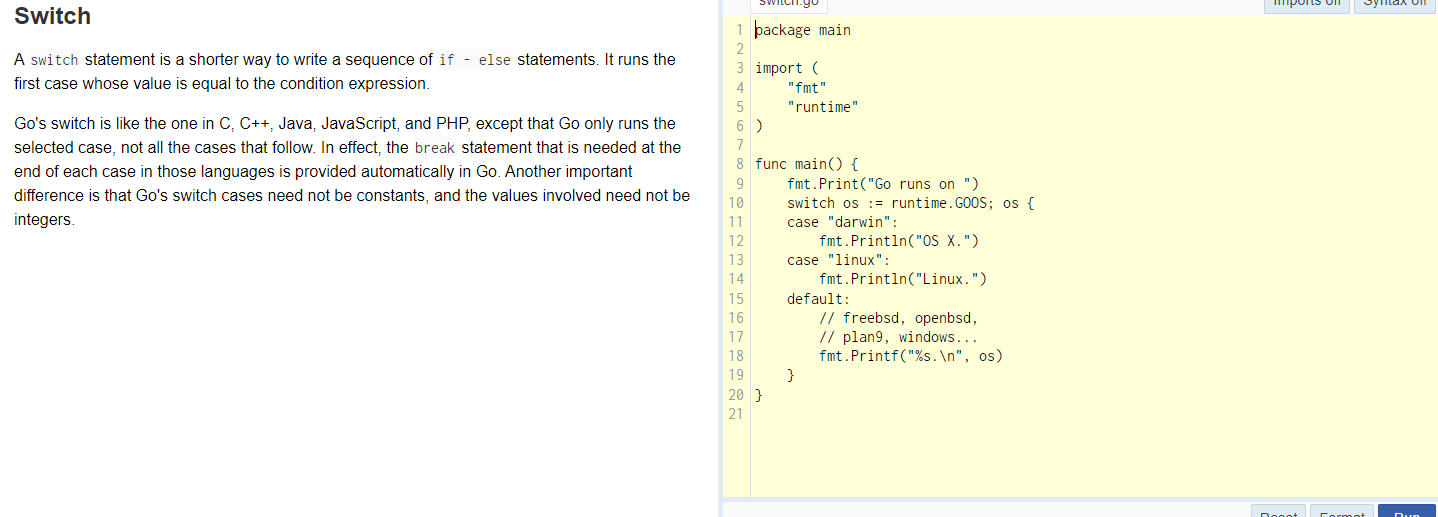 Switch
A switch statement is a shorter way to write a sequence of if - else statements. It runs the
first case whose value is equal to the condition expression.
Go's switch is like the one in C, C++, Java, JavaScript, and PHP, except that Go only runs the
selected case, not all the cases that follow. In effect, the break statement that is needed at the
end of each case in those languages is provided automatically in Go. Another important
difference is that Go's switch cases need not be constants, and the values involved need not be
integers.
switch.go
Imports off
Syntax off
1 package main
2
3 import (
4     "fmt"
5     "runtime"
6 )
7
8 func main() {
9     fmt.Print("Go runs on ")
10     switch os := runtime.GOOS; os {
11     case "darwin":
12         fmt.Println("OS X.")
13     case "linux":
14         fmt.Println("Linux.")
15     default:
16         // freebsd, openbsd,
17         // plan9, windows...
18         fmt.Printf("%s.\n", os)
19     }
20 }
21
Reset
Format
Run